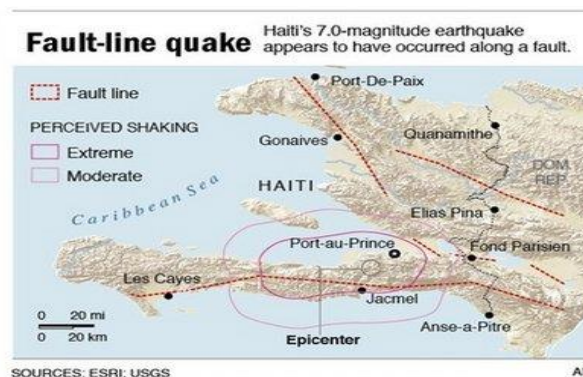 Fault-line quake
Haiti's 7.0-magnitude earthquake
appears to have occurred along a fault.
Fault line
PERCEIVED SHAKING
Extreme
Moderate
Port-De-Paix
Gonaives
Quanamithe
HAITI
DOM
REP
Caribbean Sea
Elias Pina
Port-au-Prince
Fond Parisien
Les Cayes
Jacmel
0 20 mi
0 20 km
Epicenter
Anse-a-Pitre
SOURCES: ESRI; USGS